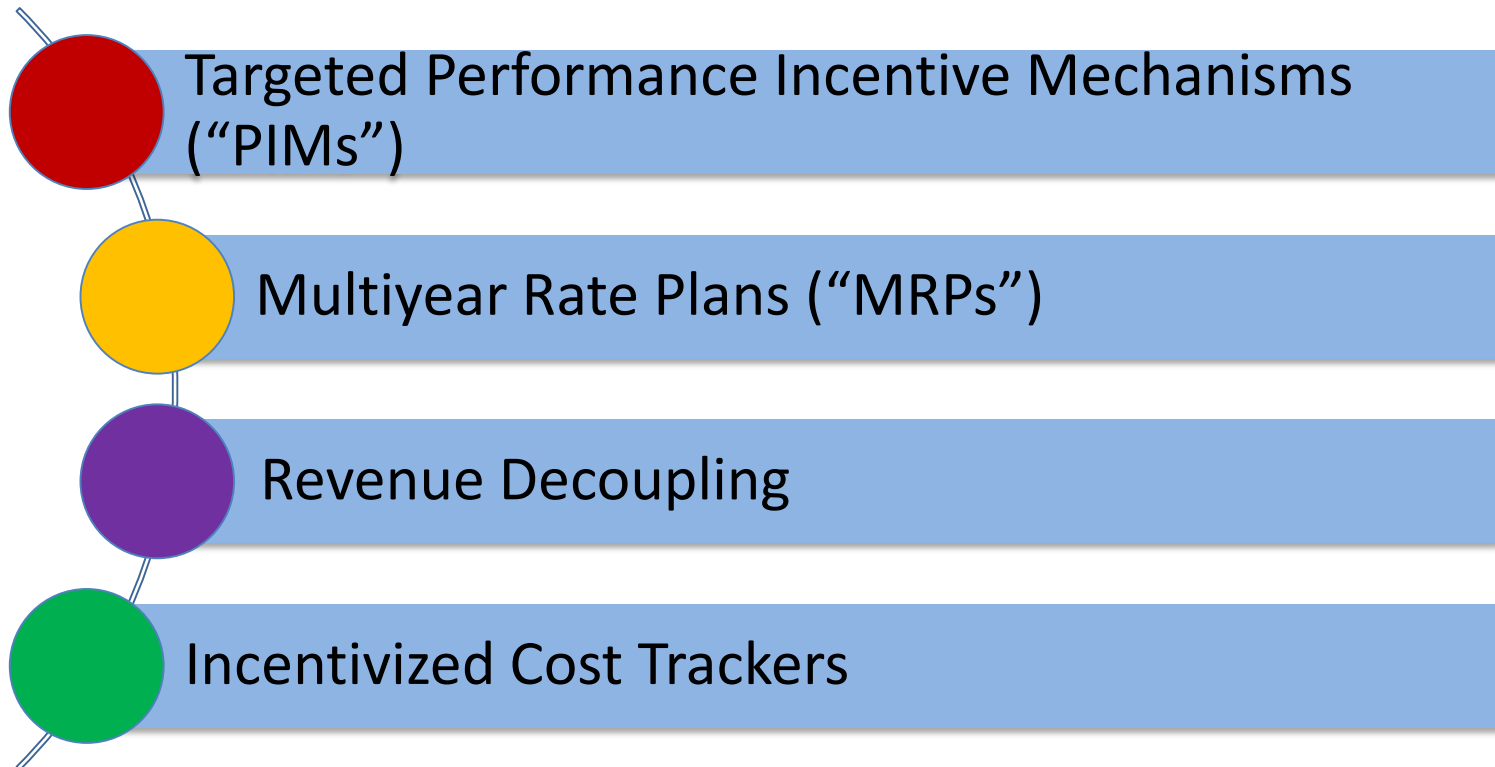 Targeted Performance Incentive Mechanisms
(“PIMs”)
Multiyear Rate Plans (“MRPs”)
Revenue Decoupling
Incentivized Cost Trackers